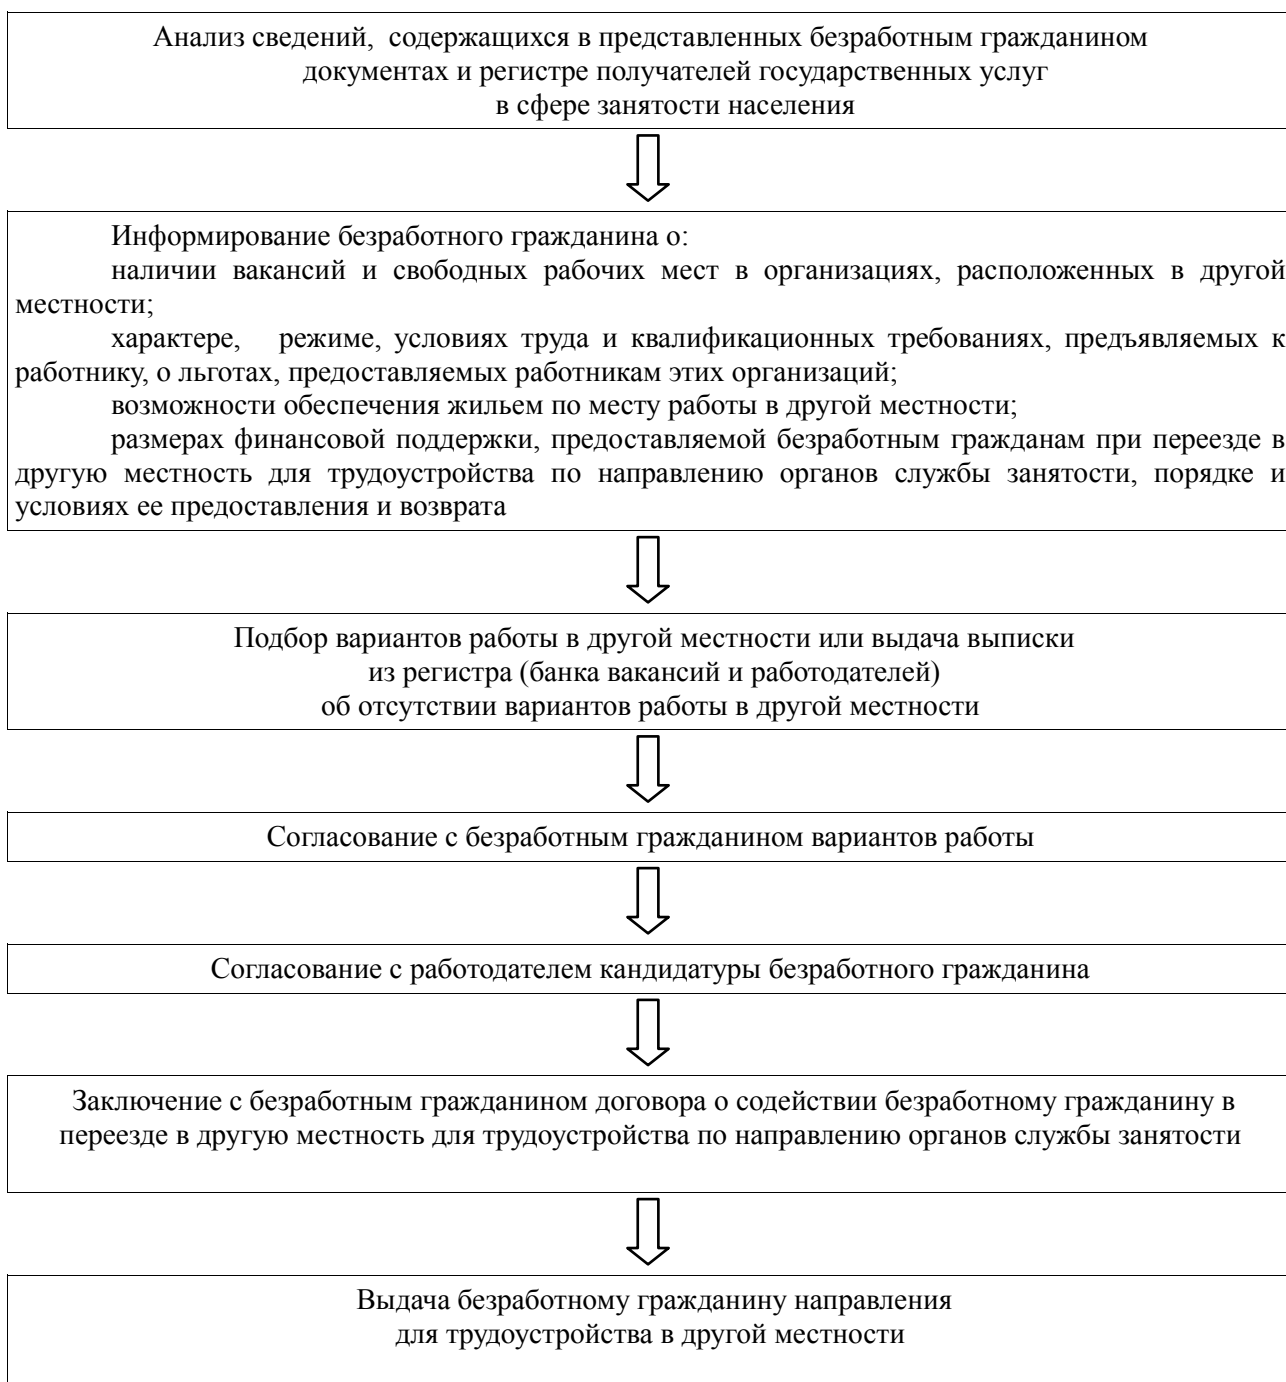 Анализ сведений, содержащихся в представленных безработным гражданином
документах и регистре получателей государственных услуг
в сфере занятости населения
Информирование безработного гражданина о:
наличии вакансий и свободных рабочих мест в организациях, расположенных в другой
местности;
характере, режиме, условиях труда и квалификационных требованиях, предъявляемых к
работнику, о льготах, предоставляемых работникам этих организаций;
возможности обеспечения жильем по месту работы в другой местности;
размерах финансовой поддержки, предоставляемой безработным гражданам при переезде в
другую местность для трудоустройства по направлению органов службы занятости, порядке и
условиях ее предоставления и возврата
Подбор вариантов работы в другой местности или выдача выписки
из регистра (банка вакансий и работодателей)
об отсутствии вариантов работы в другой местности
Согласование с безработным гражданином вариантов работы
Согласование с работодателем кандидатуры безработного гражданина
Заключение с безработным гражданином договора о содействии безработному гражданину в
переезде в другую местность для трудоустройства по направлению органов службы занятости
Выдача безработному гражданину направления
для трудоустройства в другой местности